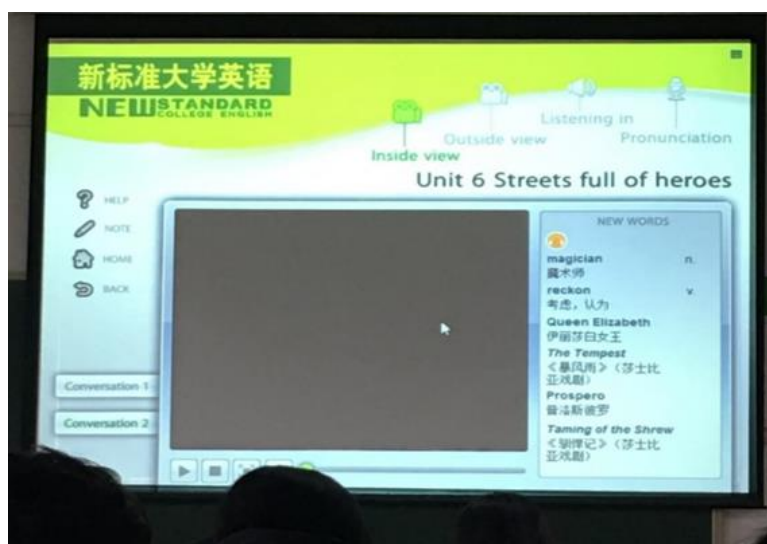 新标准大学英语
NEW STANDARD
COLLEGE ENGLISH
Listening in
Outside view
Pronunciation
Inside view
Unit 6 Streets full of heroes
HELP
NOTE
HOME
BACK
Conversation 1
Conversation 2
NEW WORDS
magician n.
魔术师
reckon v.
考虑，认为
Queen Elizabeth
伊丽莎白女王
The Tempest
《暴风雨》（莎士比
亚戏剧）
Prospero
普洛斯彼罗
Taming of the Shrew
《驯悍记》（莎士比
亚戏剧）